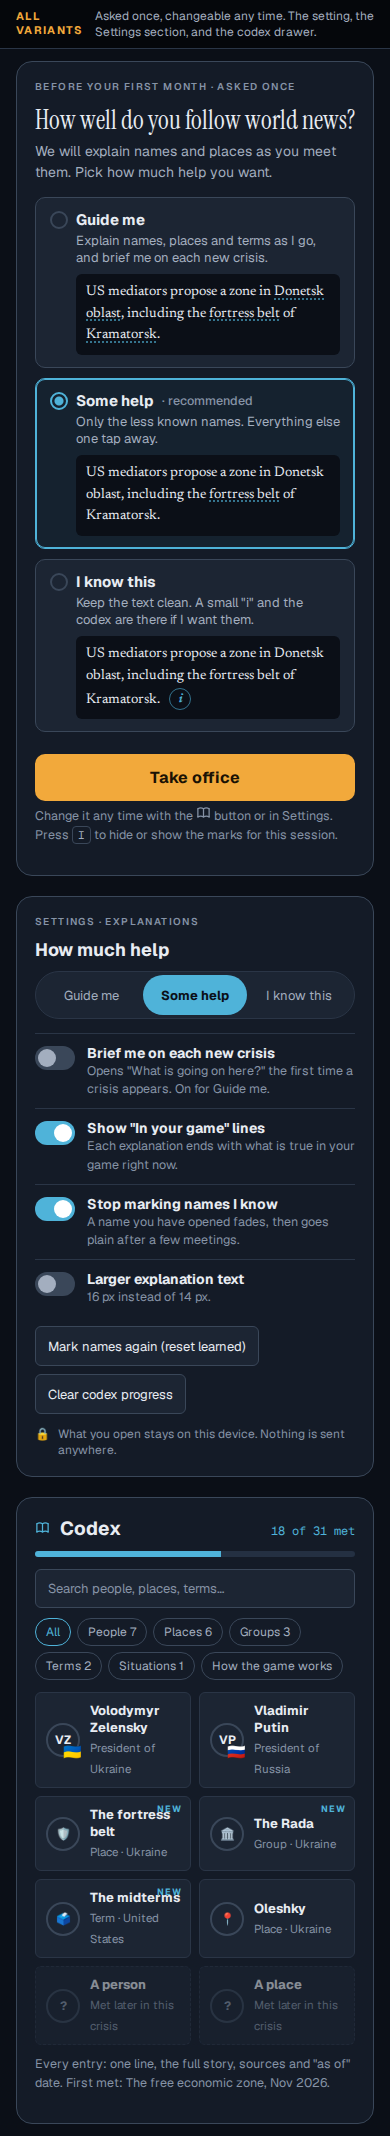 ALL VARIANTS
Asked once, changeable any time. The setting, the
Settings section, and the codex drawer.
BEFORE YOUR FIRST MONTH · ASKED ONCE
How well do you follow world news?
We will explain names and places as you meet
them. Pick how much help you want.
Guide me
Explain names, places and terms as I go,
and brief me on each new crisis.
US mediators propose a zone in Donetsk
oblast, including the fortress belt of
Kramatorsk.
Some help · recommended
Only the less known names. Everything else
one tap away.
US mediators propose a zone in Donetsk
oblast, including the fortress belt of
Kramatorsk.
I know this
Keep the text clean. A small "i" and the
codex are there if I want them.
US mediators propose a zone in Donetsk
oblast, including the fortress belt of
Kramatorsk. i
Take office
Change it any time with the button or in Settings.
Press I to hide or show the marks for this session.
SETTINGS · EXPLANATIONS
How much help
Guide me Some help I know this
Brief me on each new crisis
Opens "What is going on here?" the first time a
crisis appears. On for Guide me.
Show "In your game" lines
Each explanation ends with what is true in your
game right now.
Stop marking names I know
A name you have opened fades, then goes
plain after a few meetings.
Larger explanation text
16 px instead of 14 px.
Mark names again (reset learned)
Clear codex progress
What you open stays on this device. Nothing is sent
anywhere.
Codex 18 of 31 met
Search people, places, terms…
All People 7 Places 6 Groups 3
Terms 2 Situations 1 How the game works
VZ
Volodymyr
Zelensky
President of
Ukraine
VP
Vladimir
Putin
President of
Russia
NEW
The fortress
belt
Place · Ukraine
NEW
The Rada
Group · Ukraine
NEW
The midterms
Term · United
States
Oleshky
Place · Ukraine
?
A person
Met later in this
crisis
?
A place
Met later in this
crisis
Every entry: one line, the full story, sources and "as of"
date. First met: The free economic zone, Nov 2026.